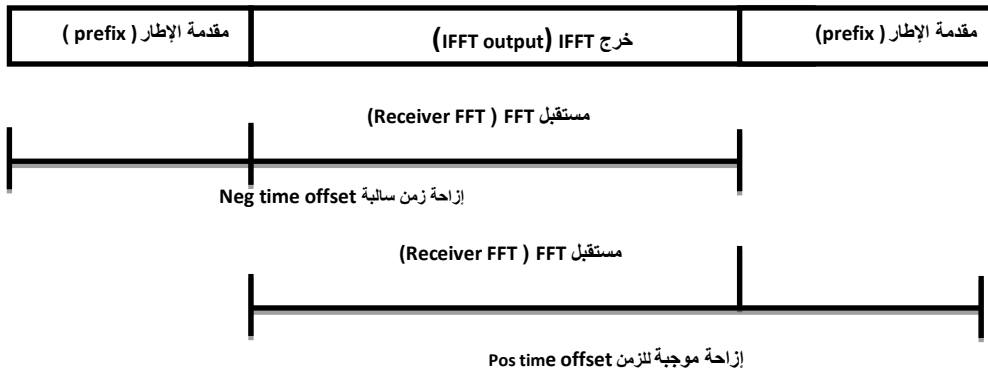 مقدمة الإطار ( prefix ) خرج IFFT (IFFT output) مقدمة الإطار ( prefix)
مستقبل FFT ( Receiver FFT)
إزاحة زمن سالبة Neg time offset
مستقبل FFT ( Receiver FFT)
إزاحة موجبة للزمن Pos time offset